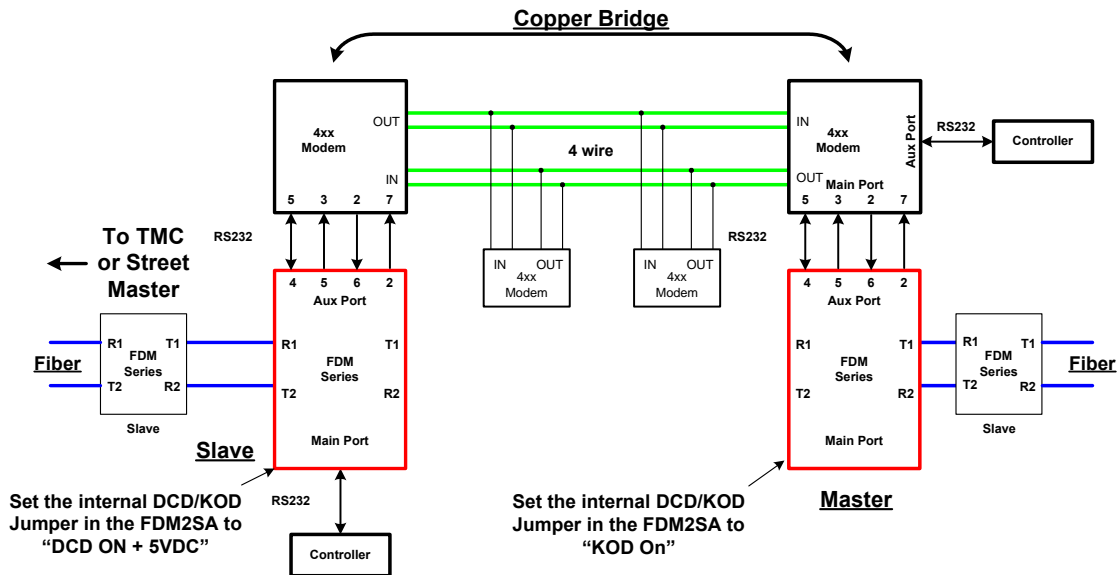 Copper Bridge
4xx
Modem
OUT
IN
5 3 2 7
4 wire
IN
4xx
Modem
OUT
Main Port
Aux Port
5 3 2 7
RS232
Controller
RS232
IN OUT
4xx
Modem
RS232
IN OUT
4xx
Modem
To TMC
or Street
Master
4 5 6 2
Aux Port
R1 T1
FDM
Series
T2 R2
Main Port
Fiber
R1 T1
FDM
Series
T2 R2
Slave
Slave
4 5 6 2
Aux Port
R1 T1
FDM
Series
T2 R2
Main Port
R1 T1
FDM
Series
T2 R2
Slave
Fiber
Master
Set the internal DCD/KOD
Jumper in the FDM2SA to
“DCD ON + 5VDC”
RS232
Controller
Set the internal DCD/KOD
Jumper in the FDM2SA to
“KOD On”